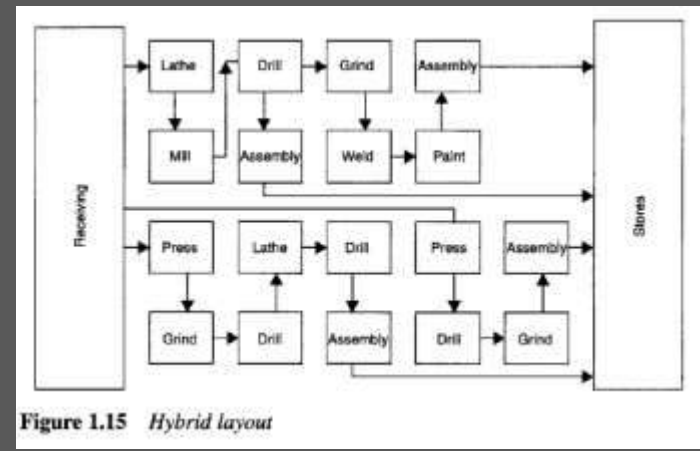 Receiving
Lathe
Drill
Grind
Assembly
Mill
Assembly
Weld
Paint
Press
Lathe
Drill
Press
Assembly
Grind
Drill
Assembly
Drill
Grind
Stores
Figure 1.15 Hybrid layout